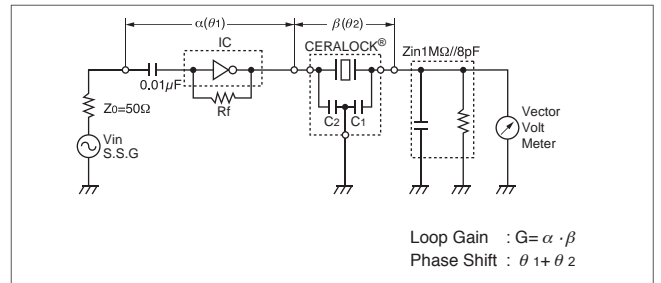 α(θ1)
β(θ2)
IC
CERALOCK®
Zin1MΩ//8pF
0.01μF
Z0=50Ω
Rf
C2
C1
Vector
Volt
Meter
Vin
S.S.G
Loop Gain : G= α · β
Phase Shift : θ 1+ θ 2